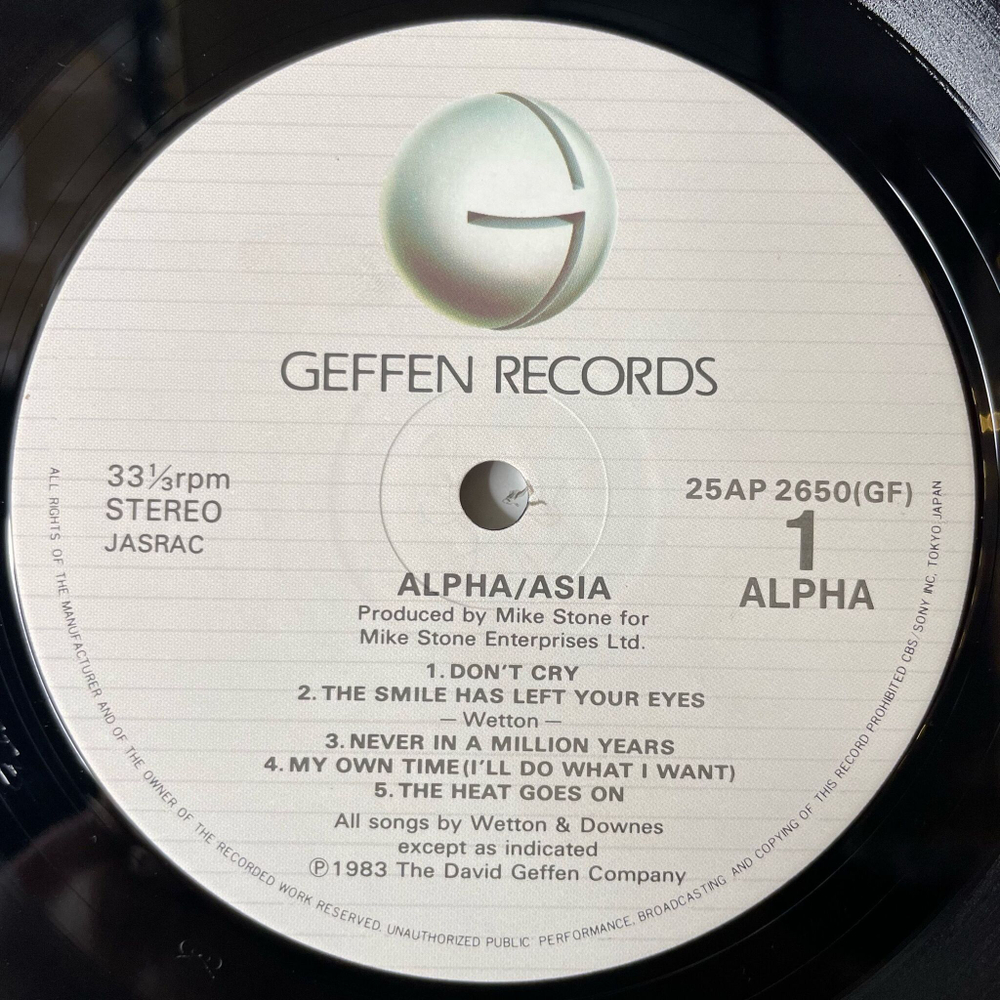 GEFFEN RECORDS
33⅓rpm
STEREO
JASRAC
25AP 2650(GF)
1
ALPHA
ALPHA/ASIA
Produced by Mike Stone for
Mike Stone Enterprises Ltd.
1. DON'T CRY
2. THE SMILE HAS LEFT YOUR EYES
— Wetton —
3. NEVER IN A MILLION YEARS
4. MY OWN TIME (I'LL DO WHAT I WANT)
5. THE HEAT GOES ON
All songs by Wetton & Downes
except as indicated
Ⓟ1983 The David Geffen Company
ALL RIGHTS OF THE MANUFACTURER AND OF THE OWNER OF THE RECORDED WORK RESERVED, UNAUTHORIZED PUBLIC PERFORMANCE, BROADCASTING AND COPYING OF THIS RECORD PROHIBITED CBS/SONY INC. TOKYO JAPAN